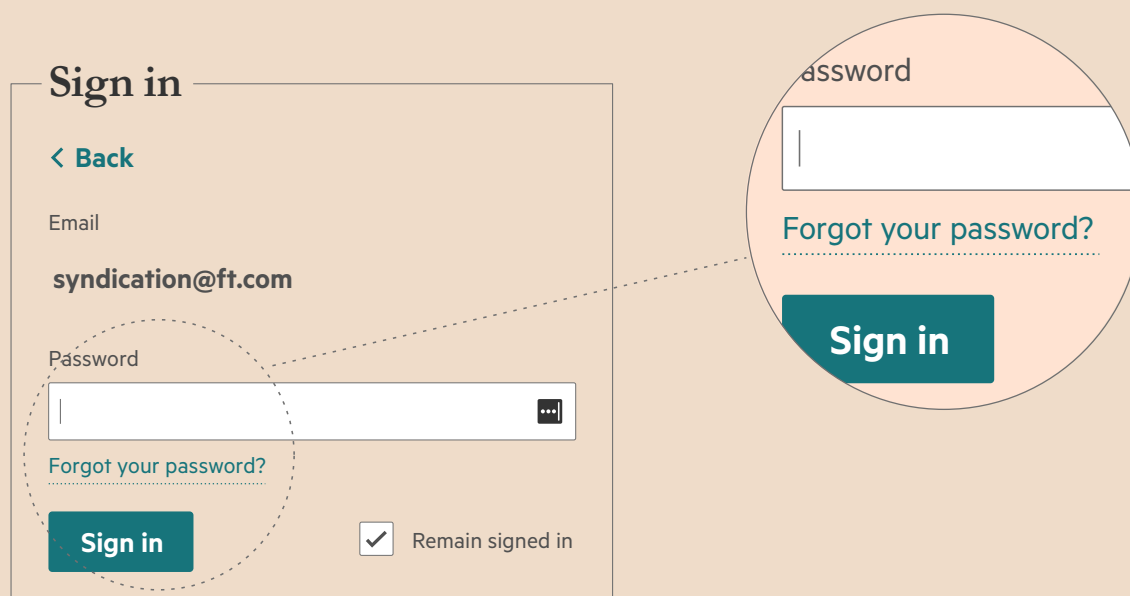 Sign in
< Back
Email
syndication@ft.com
Password
Forgot your password?
Sign in
Remain signed in
assword
Forgot your password?
Sign in